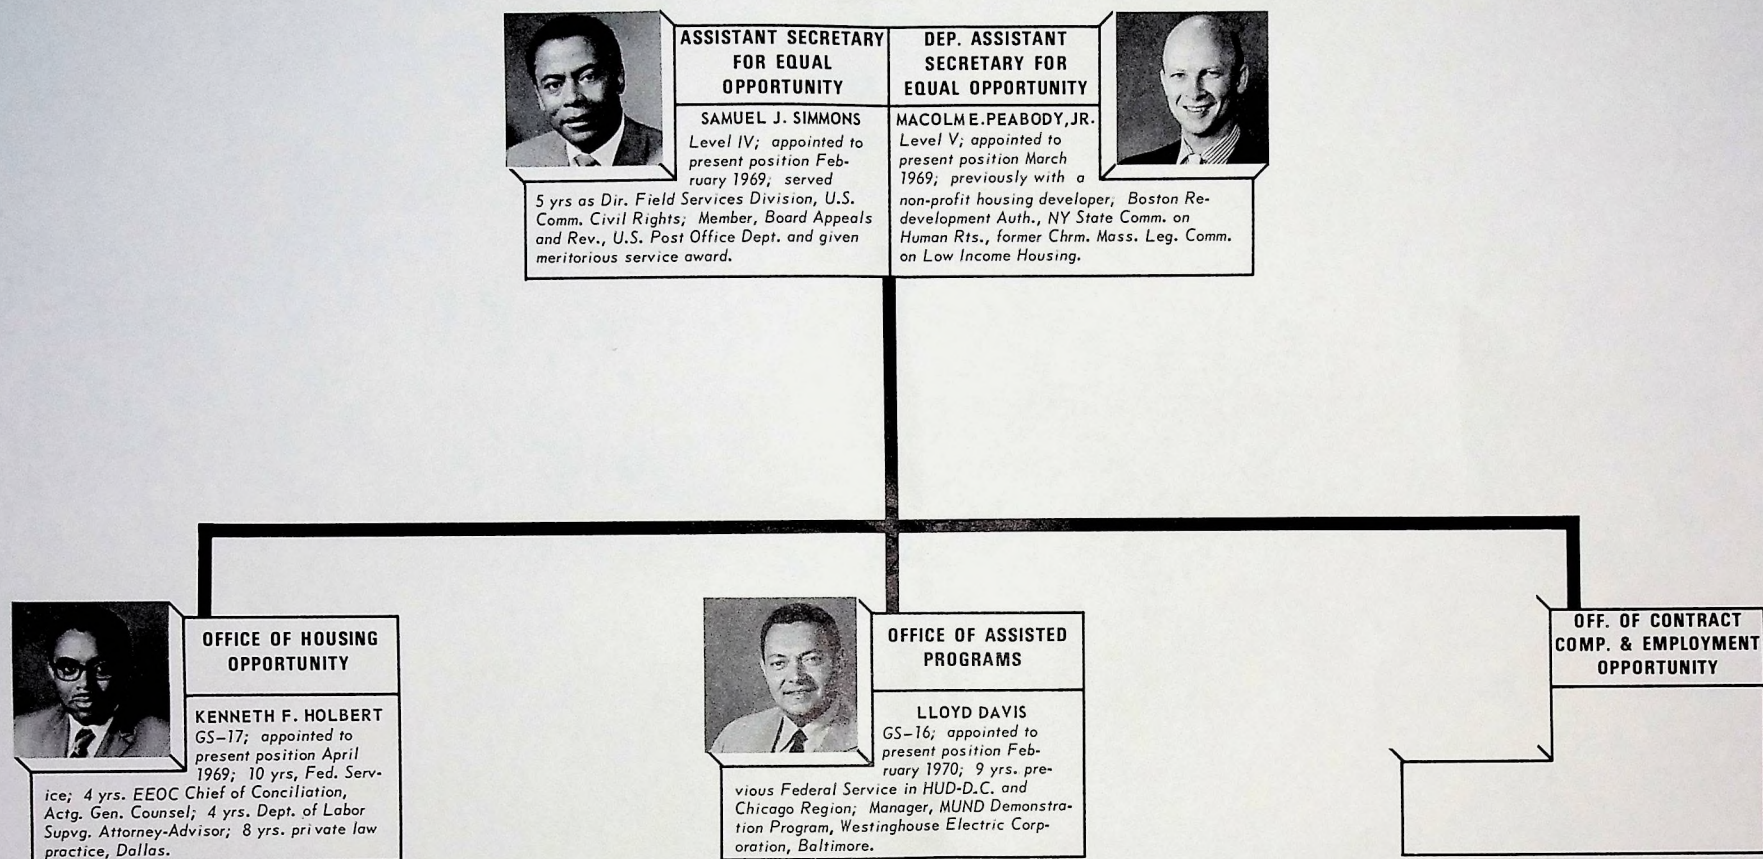 ASSISTANT SECRETARY
FOR EQUAL
OPPORTUNITY
SAMUEL J. SIMMONS
Level IV; appointed to
present position Feb-
ruary 1969; served
5 yrs as Dir. Field Services Division, U.S.
Comm. Civil Rights; Member, Board Appeals
and Rev., U.S. Post Office Dept. and given
meritorious service award.
DEP. ASSISTANT
SECRETARY FOR
EQUAL OPPORTUNITY
MACOLM E. PEABODY, JR.
Level V; appointed to
present position March
1969; previously with a
non-profit housing developer; Boston Re-
development Auth., NY State Comm. on
Human Rts., former Chrm. Mass. Leg. Comm.
on Low Income Housing.
OFFICE OF HOUSING
OPPORTUNITY
KENNETH F. HOLBERT
GS-17; appointed to
present position April
1969; 10 yrs, Fed. Serv-
ice; 4 yrs. EEOC Chief of Conciliation,
Actg. Gen. Counsel; 4 yrs. Dept. of Labor
Supvg. Attorney-Advisor; 8 yrs. private law
practice, Dallas.
OFFICE OF ASSISTED
PROGRAMS
LLOYD DAVIS
GS-16; appointed to
present position Feb-
ruary 1970; 9 yrs. pre-
vious Federal Service in HUD-D.C. and
Chicago Region; Manager, MUND Demonstra-
tion Program, Westinghouse Electric Corp-
oration, Baltimore.
OFF. OF CONTRACT
COMP. & EMPLOYMENT
OPPORTUNITY